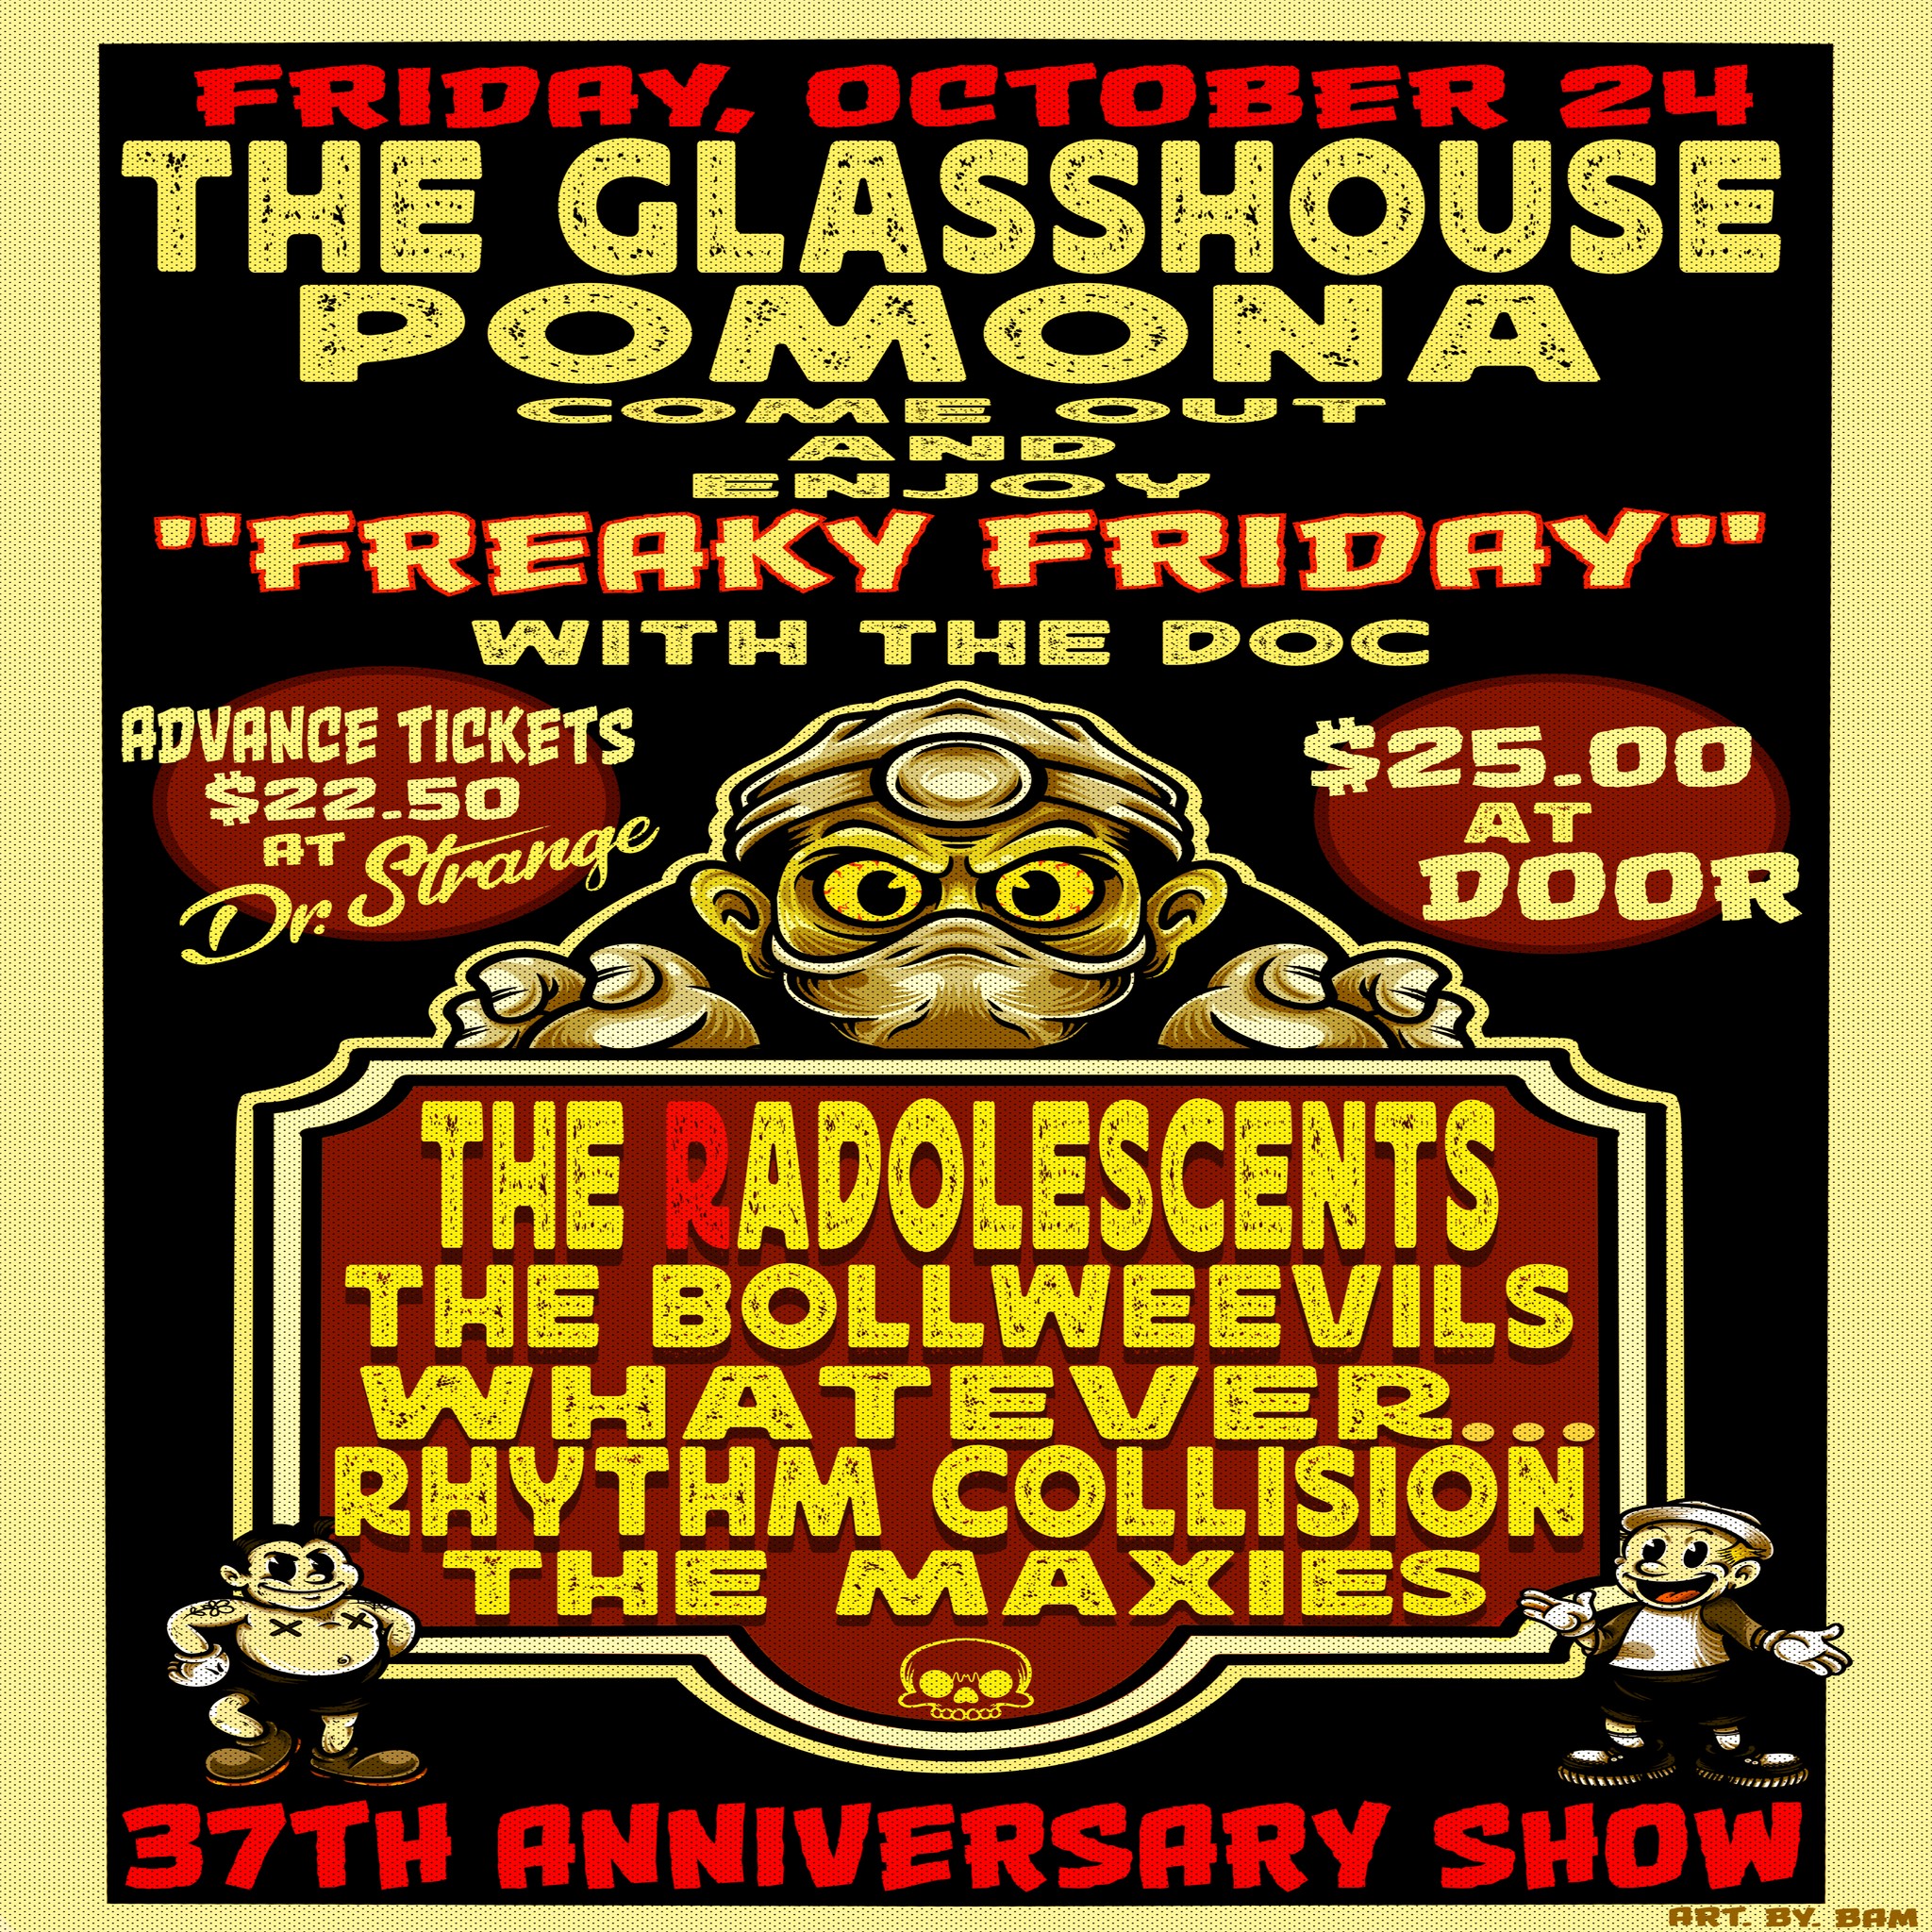 FRIDAY, OCTOBER 24
THE GLASSHOUSE
POMONA
COME OUT
AND
ENJOY
"FREAKY FRIDAY"
WITH THE DOC
ADVANCE TICKETS
$22.50
AT Dr. Strange
$25.00
AT
DOOR
THE RADOLESCENTS
THE BOLLWEEVILS
WHATEVER...
RHYTHM COLLISION
THE MAXIES
37TH ANNIVERSARY SHOW
ART. BY. BAM